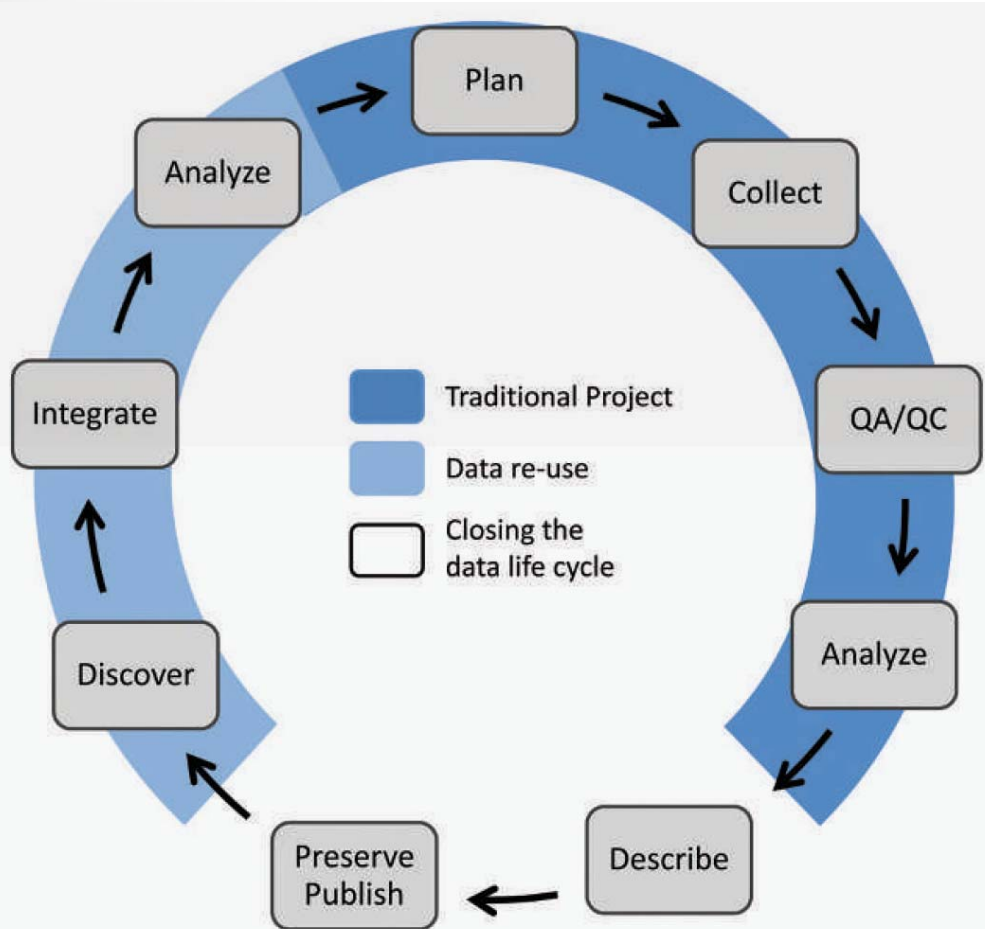 Plan
Collect
QA/QC
Analyze
Describe
Preserve
Publish
Discover
Integrate
Analyze
Traditional Project
Data re-use
Closing the
data life cycle